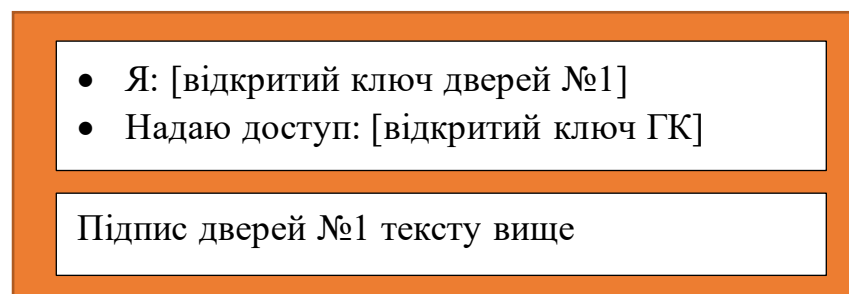 • Я: [відкритий ключ дверей №1]
• Надаю доступ: [відкритий ключ ГК]
Підпис дверей №1 тексту вище